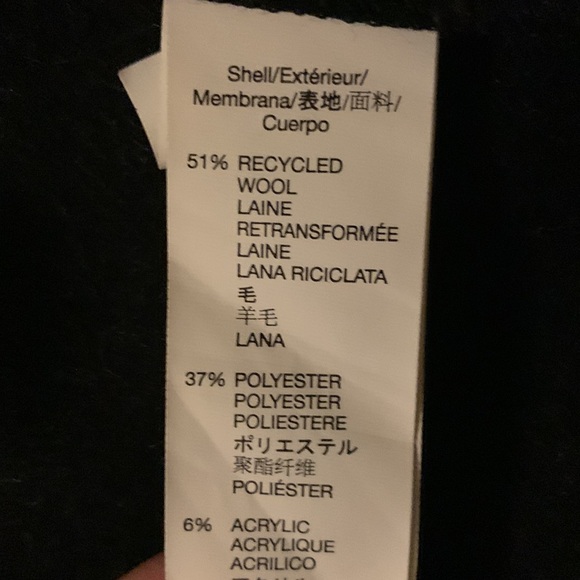 Shell/Extérieur/
Membrana/表地/面料/
Cuerpo
51% RECYCLED
WOOL
LAINE
RETRANSFORMÉE
LAINE
LANA RICICLATA
毛
羊毛
LANA
37% POLYESTER
POLYESTER
POLIESTERE
ポリエステル
聚酯纤维
POLIÉSTER
6% ACRYLIC
ACRYLIQUE
ACRILICO